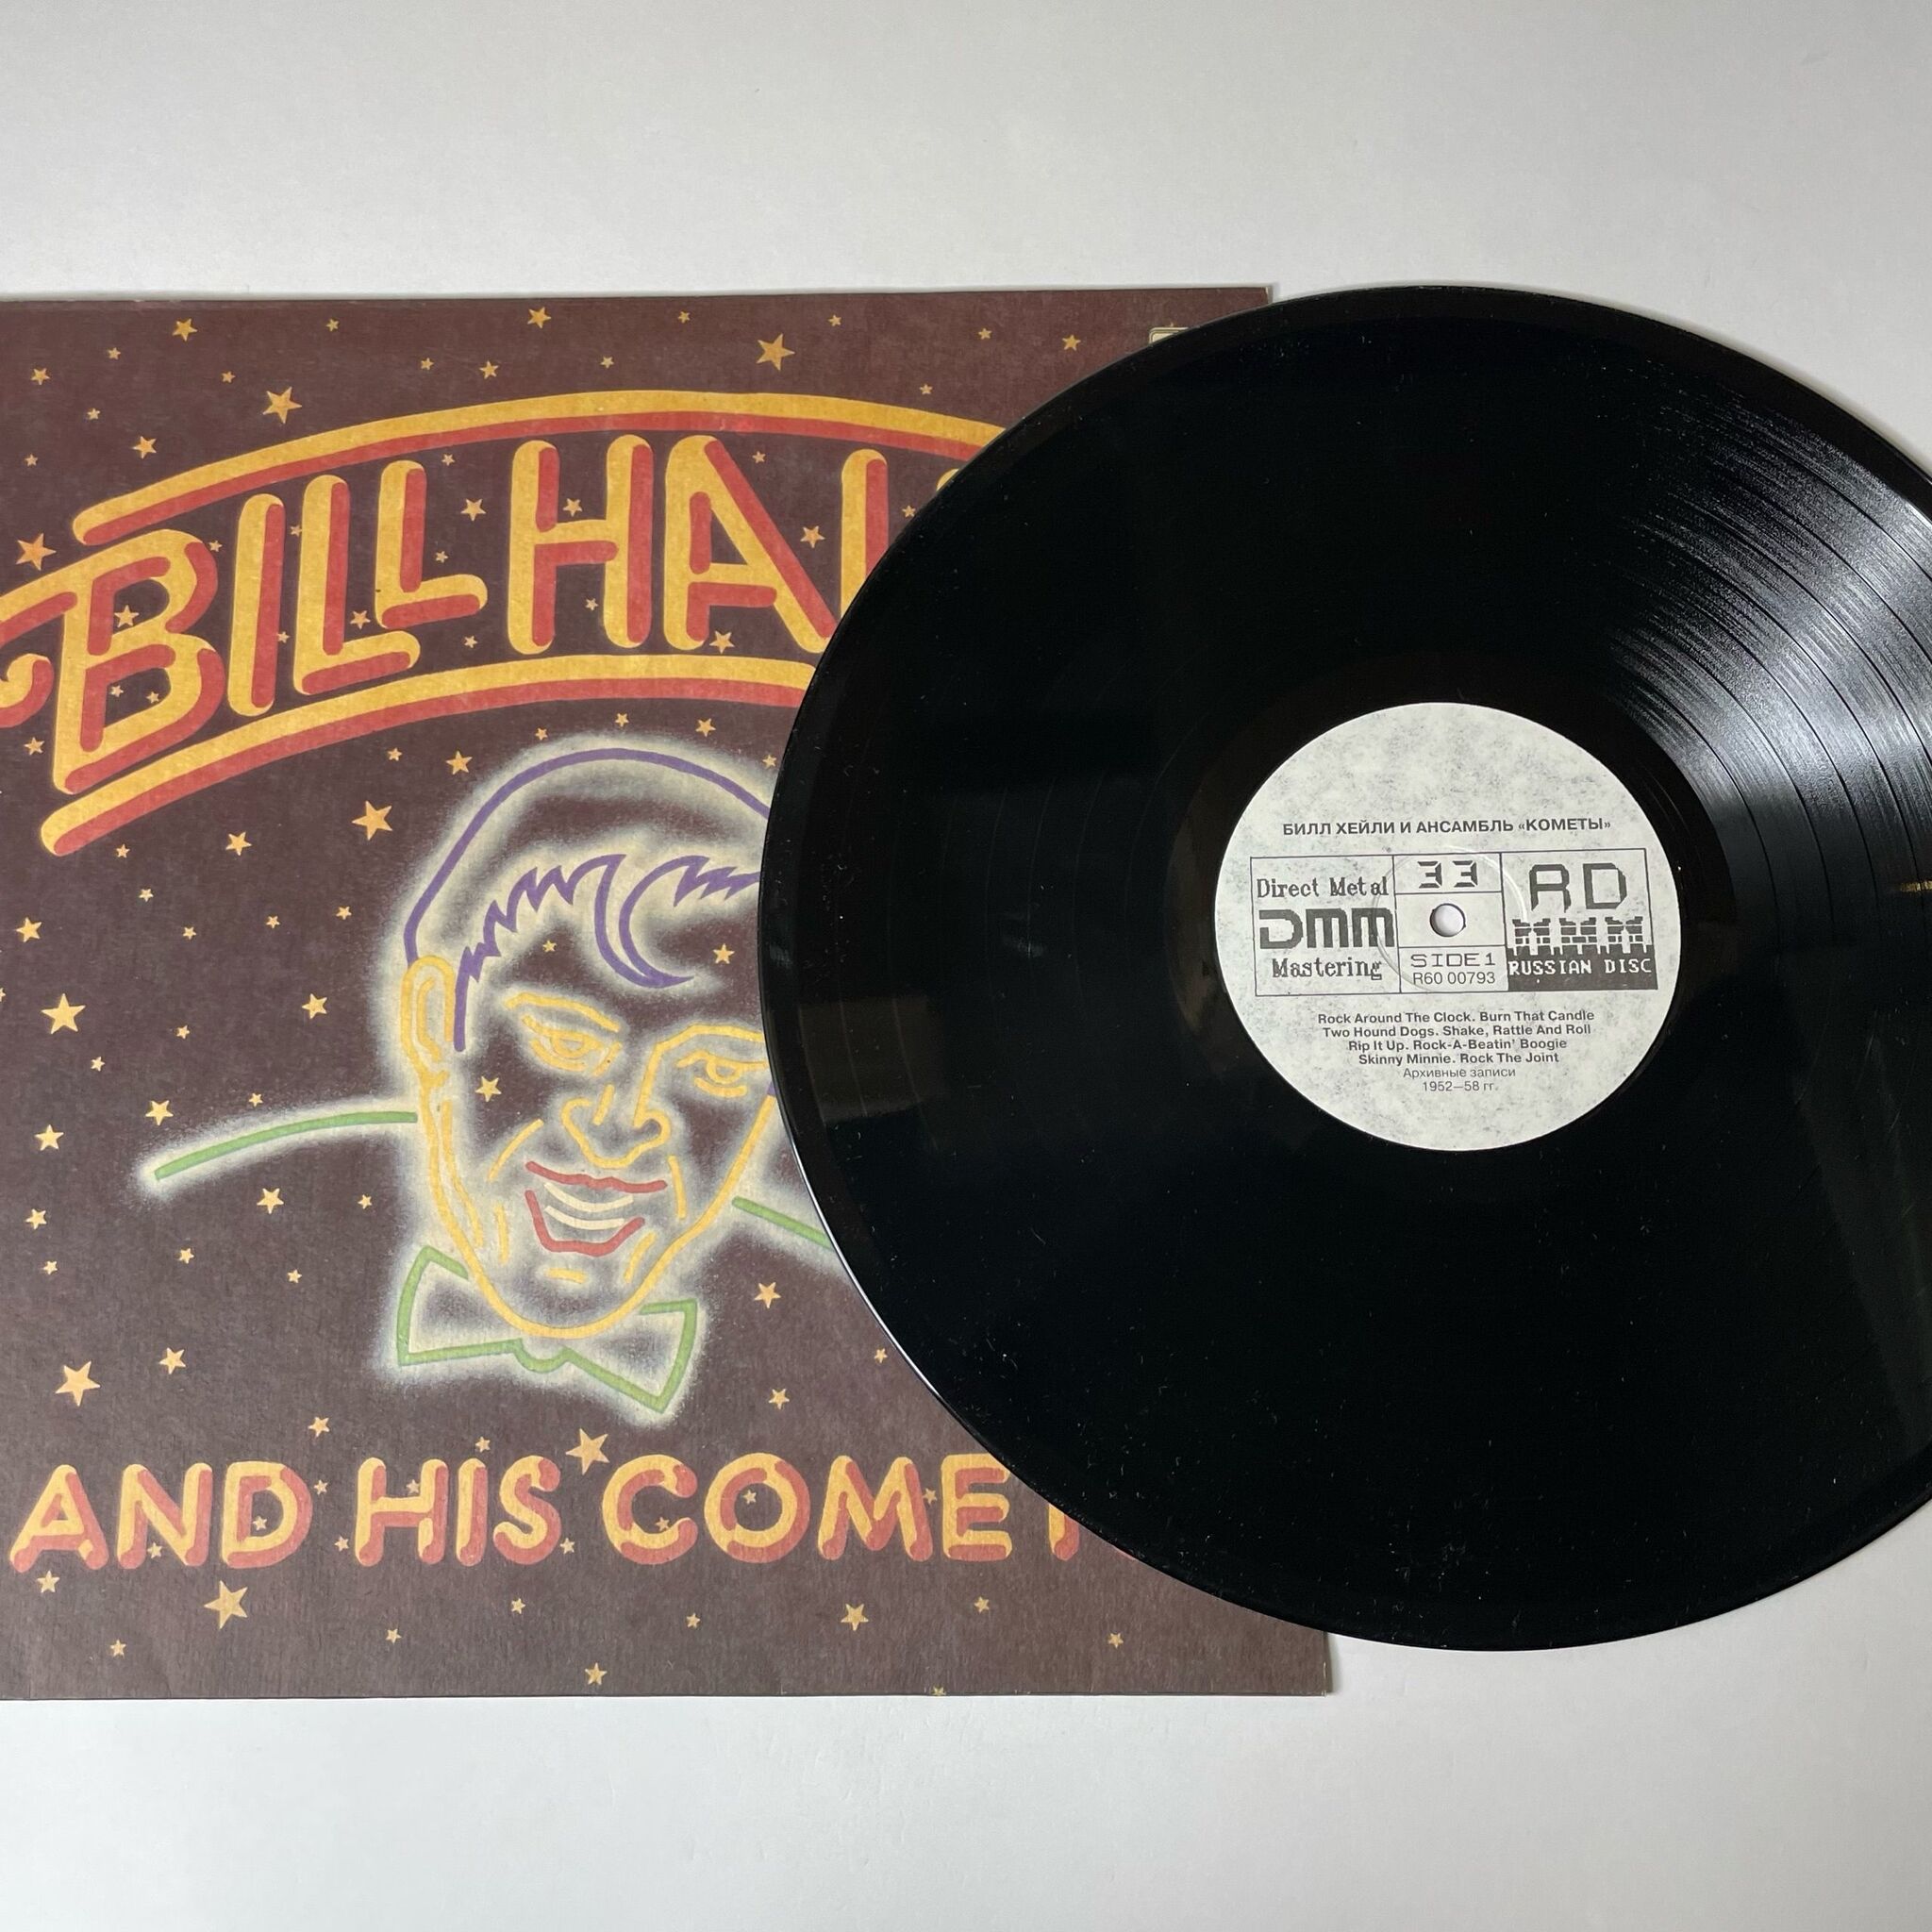 BILL HAL
AND HIS COMET
БИЛЛ ХЕЙЛИ И АНСАМБЛЬ «КОМЕТЫ»
Direct Metal
DMM
Mastering
33
SIDE 1
R60 00793
RD
RUSSIAN DISC
Rock Around The Clock. Burn That Candle
Two Hound Dogs. Shake, Rattle And Roll
Rip It Up. Rock-A-Beatin' Boogie
Skinny Minnie. Rock The Joint
Архивные записи
1952—58 гг.